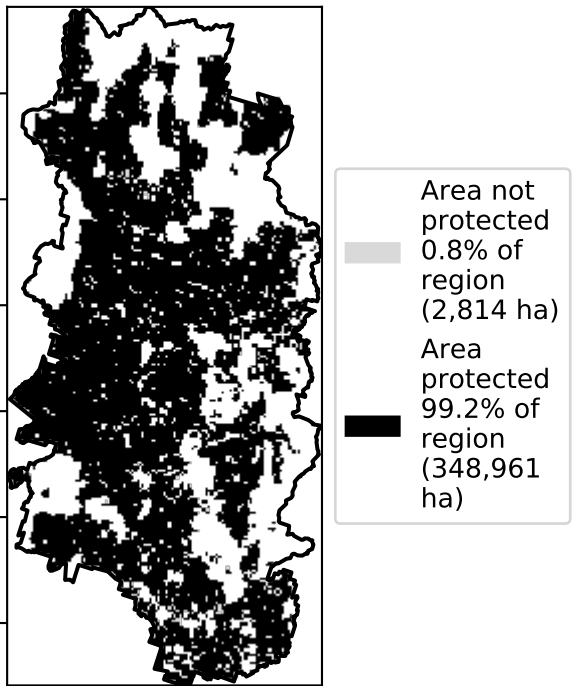 Area not
protected
0.8% of
region
(2,814 ha)
Area
protected
99.2% of
region
(348,961
ha)